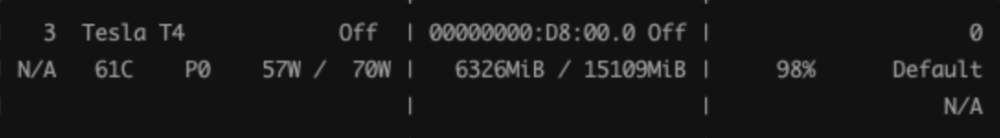 | 3 Tesla T4 Off | 00000000:D8:00.0 Off | 0
| N/A 61C P0 57W / 70W | 6326MiB / 15109MiB | 98% Default
| | | N/A